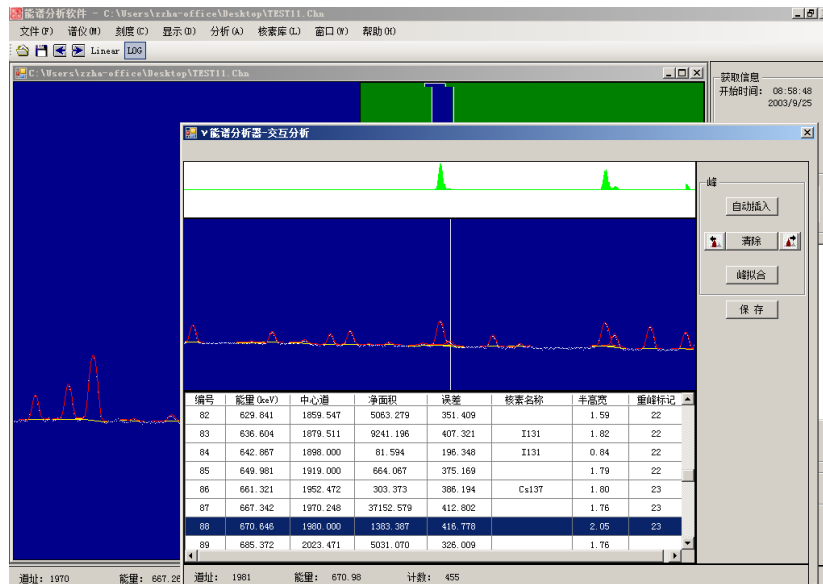 能谱分析软件 - C:\Users\zzha-office\Desktop\TEST11.Chn
文件(F) 谱仪(M) 刻度(C) 显示(D) 分析(A) 核素库(L) 窗口(W) 帮助(H)
Linear LOG
C:\Users\zzha-office\Desktop\TEST11.Chn
获取信息
开始时间: 08:58:48
2003/9/25
γ能谱分析器-交互分析
峰
自动插入
清除
峰拟合
保 存
编号 能量(keV) 中心道 净面积 误差 核素名称 半高宽 重峰标记
82 629.841 1859.547 5063.279 351.409 1.59 22
83 636.604 1879.511 9241.196 407.321 I131 1.82 22
84 642.867 1898.000 81.594 196.348 I131 0.84 22
85 649.981 1919.000 664.067 375.169 1.79 22
86 661.321 1952.472 303.373 386.194 Cs137 1.80 23
87 667.342 1970.248 37152.579 412.802 1.76 23
88 670.646 1980.000 1383.387 416.778 2.05 23
89 685.372 2023.471 5031.070 326.009 1.76
道址: 1970 能量: 667.26
道址: 1981 能量: 670.98 计数: 455